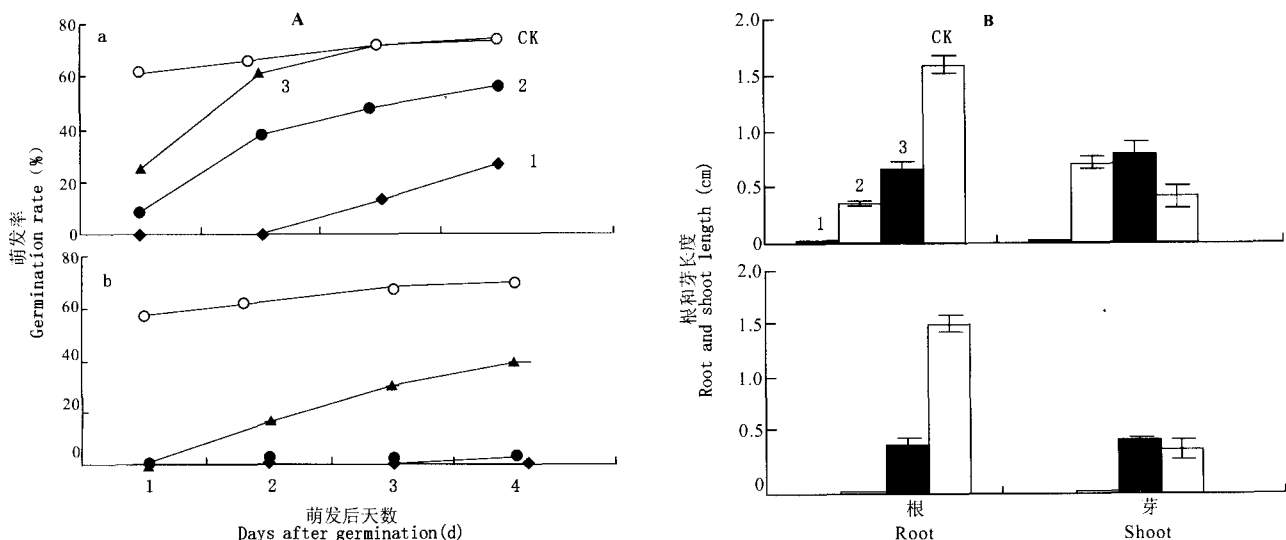 A
a
80
60
40
20
0
CK
3
2
1
b
80
60
40
20
0
1
2
3
4
萌发率
Germination rate (%)
萌发后天数
Days after germination(d)
B
2.0
1.5
1.0
0.5
0
1
2
3
CK
2.0
1.5
1.0
0.5
0
根和芽长度
Root and shoot length (cm)
根
芽
Root
Shoot